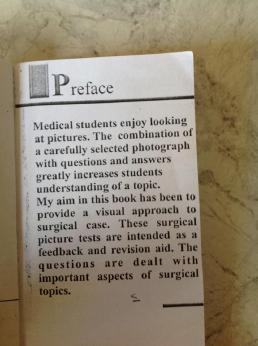 Preface
Medical students enjoy looking
at pictures. The combination of
a carefully selected photograph
with questions and answers
greatly increases students
understanding of a topic.
My aim in this book has been to
provide a visual approach to
surgical case. These surgical
picture tests are intended as a
feedback and revision aid. The
questions are dealt with
important aspects of surgical
topics.